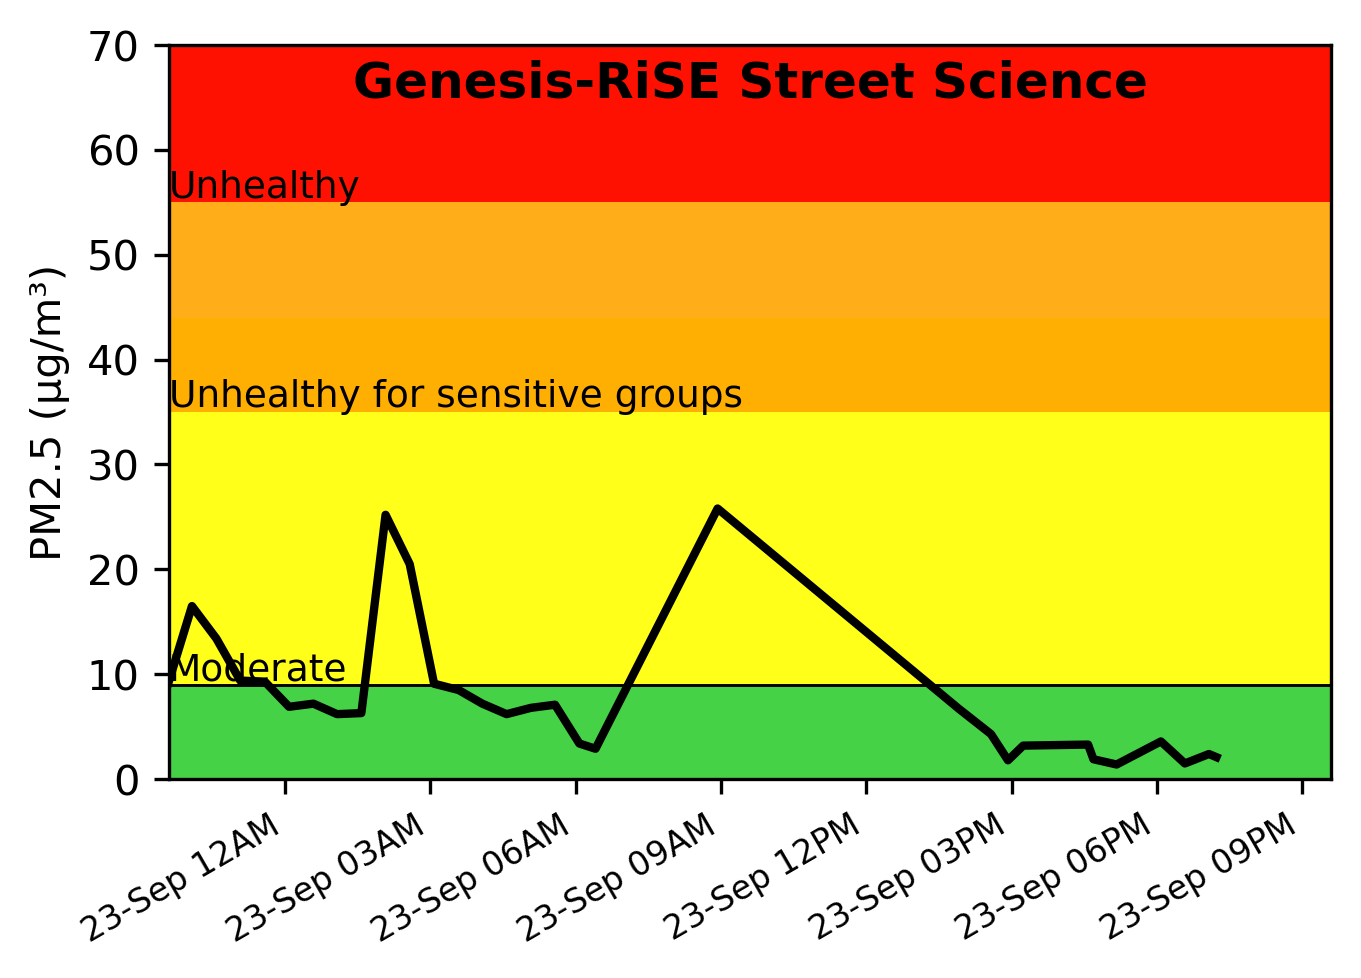 Genesis-RiSE Street Science
PM2.5 (µg/m³)
70
60
50
40
30
20
10
0
Unhealthy
Unhealthy for sensitive groups
Moderate
23-Sep 12AM
23-Sep 03AM
23-Sep 06AM
23-Sep 09AM
23-Sep 12PM
23-Sep 03PM
23-Sep 06PM
23-Sep 09PM